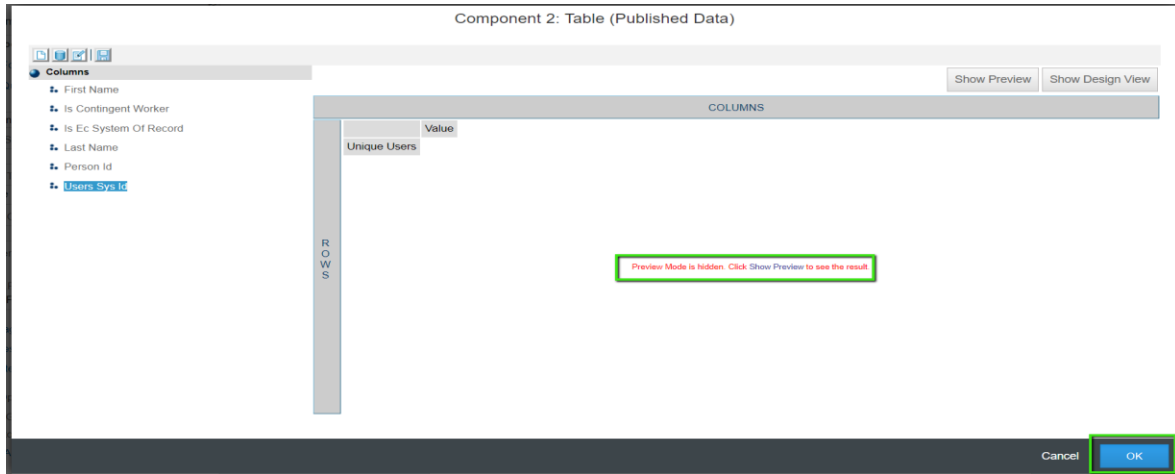 Component 2: Table (Published Data)
Columns
First Name
Is Contingent Worker
Is Ec System Of Record
Last Name
Person Id
Users Sys Id
Show Preview Show Design View
COLUMNS
Value
Unique Users
ROWS
Preview Mode is hidden. Click Show Preview to see the result
Cancel OK